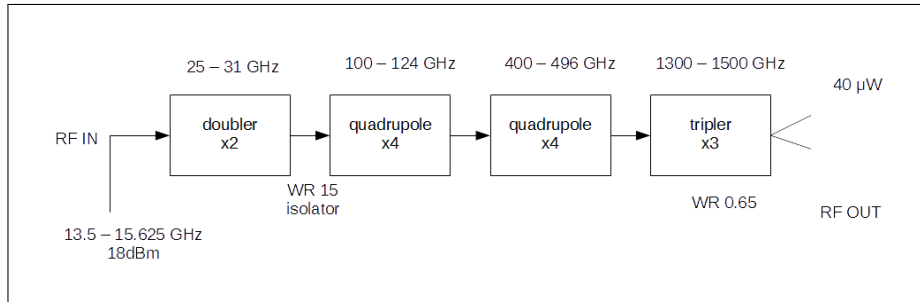 25 – 31 GHz
100 – 124 GHz
400 – 496 GHz
1300 – 1500 GHz
40 µW
RF IN
doubler
x2
quadrupole
x4
quadrupole
x4
tripler
x3
WR 15
isolator
WR 0.65
RF OUT
13.5 – 15.625 GHz
18dBm